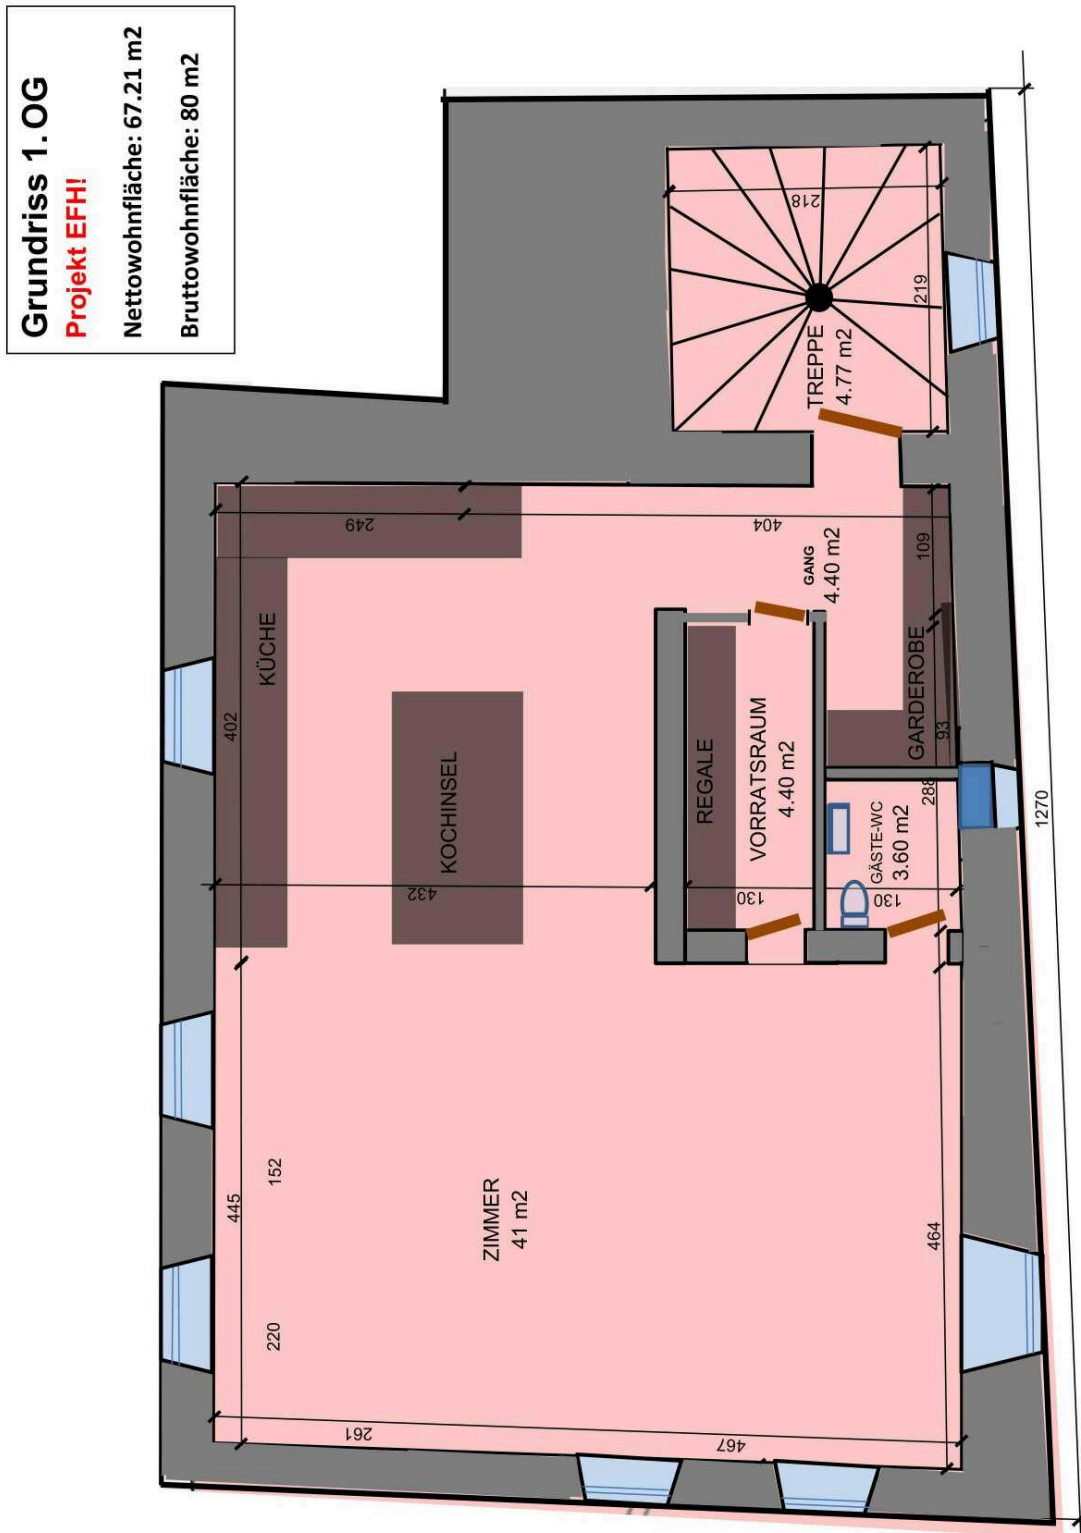 Grundriss 1. OG
Projekt EFH!
Nettowohnfläche: 67.21 m2
Bruttowohnfläche: 80 m2
218
219
TREPPE
4.77 m2
249
404
109
GANG
4.40 m2
KÜCHE
402
KOCHINSEL
432
REGALE
VORRATSRAUM
4.40 m2
130
GARDEROBE
93
288
GÄSTE-WC
3.60 m2
130
1270
445
152
220
ZIMMER
41 m2
464
261
467